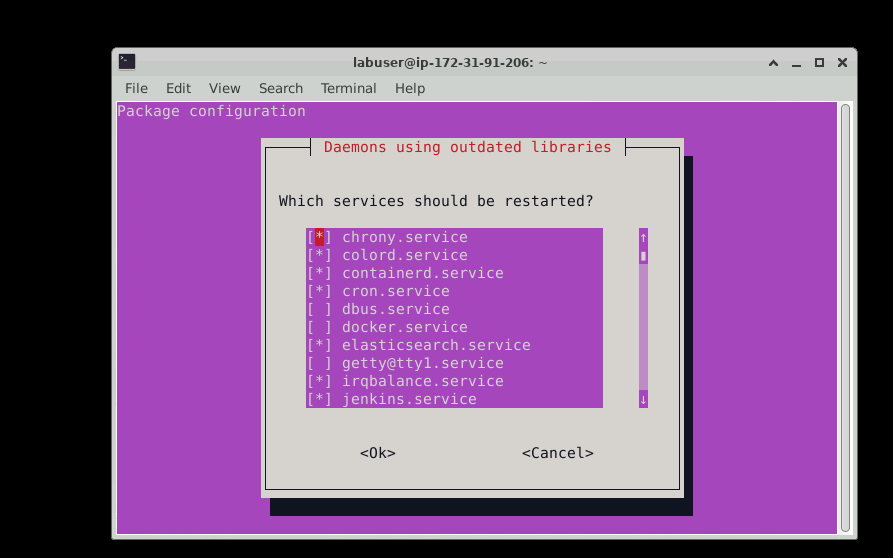 labuser@ip-172-31-91-206: ~
File Edit View Search Terminal Help
Package configuration
Daemons using outdated libraries
Which services should be restarted?
[*] chrony.service
[*] colord.service
[*] containerd.service
[*] cron.service
[ ] dbus.service
[ ] docker.service
[*] elasticsearch.service
[ ] getty@tty1.service
[*] irqbalance.service
[*] jenkins.service
<Ok> <Cancel>